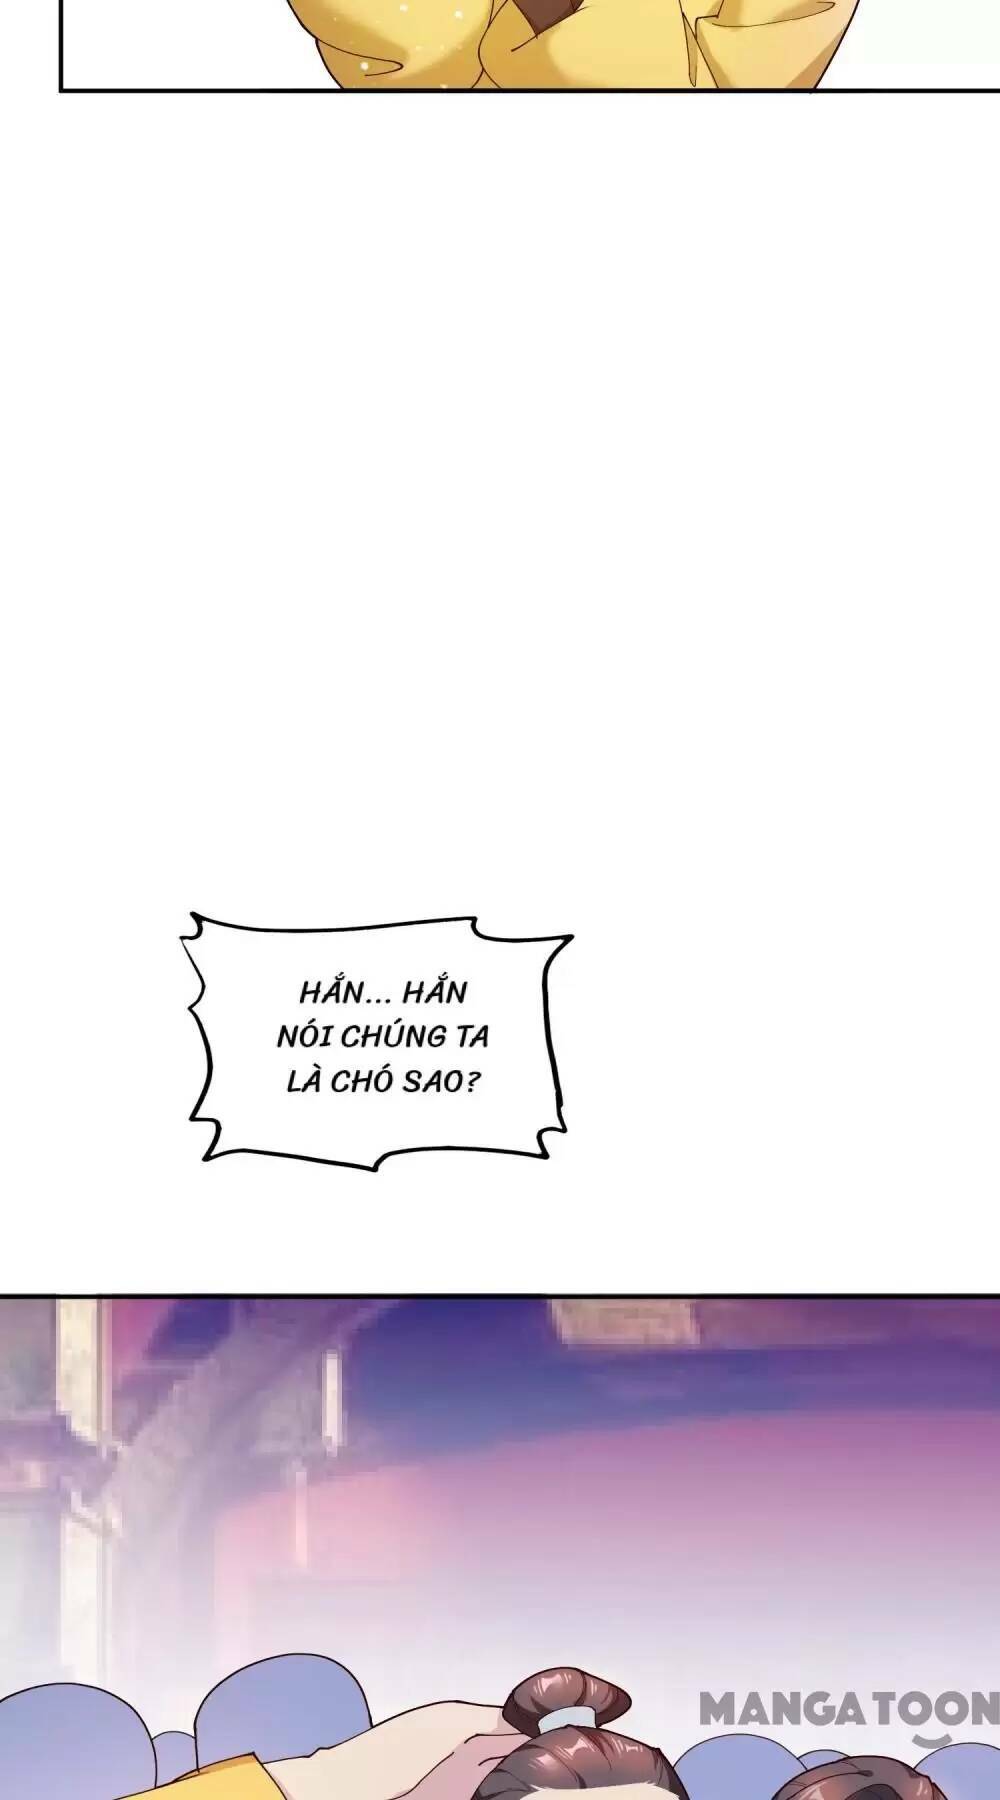 HẮN... HẮN
NÓI CHÚNG TA
LÀ CHÓ SAO?
MANGATOON